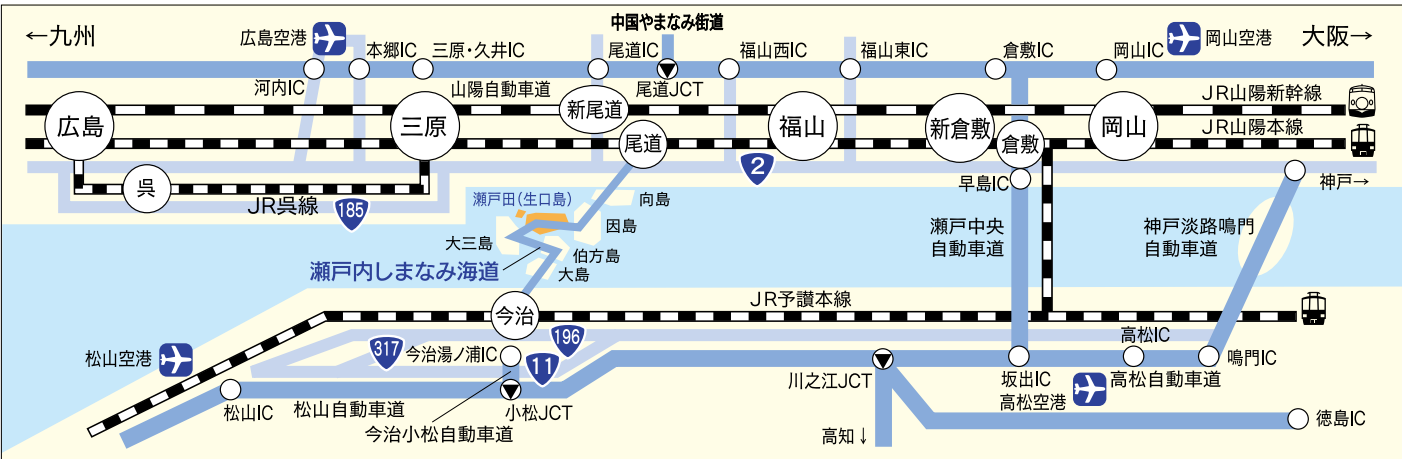 中国やまなみ街道
←九州
広島空港
本郷IC
三原・久井IC
尾道IC
福山西IC
福山東IC
倉敷IC
岡山IC
岡山空港
大阪→
河内IC
山陽自動車道
尾道JCT
JR山陽新幹線
広島
三原
新尾道
福山
新倉敷
岡山
JR山陽本線
尾道
倉敷
2
呉
JR呉線
185
早島IC
神戸→
瀬戸田(生口島)
向島
因島
大三島
伯方島
大島
瀬戸内しまなみ海道
瀬戸中央
自動車道
神戸淡路鳴門
自動車道
今治
JR予讃本線
松山空港
317
196
今治湯ノ浦IC
11
高松IC
川之江JCT
坂出IC
高松空港
高松自動車道
鳴門IC
松山IC
松山自動車道
小松JCT
今治小松自動車道
高知↓
徳島IC